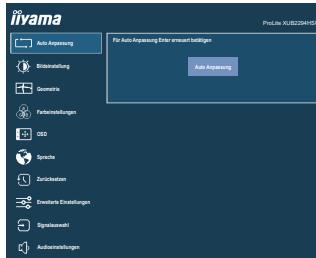 iiyama
ProLite XUB2294HSU
Auto Anpassung
Für Auto Anpassung Enter erneuert betätigen
Auto Anpassung
Bildeinstellung
Geometrie
Farbeinstellungen
OSD
Sprache
Zurücksetzen
Erweiterte Einstellungen
Signalauswahl
Audioeinstellungen